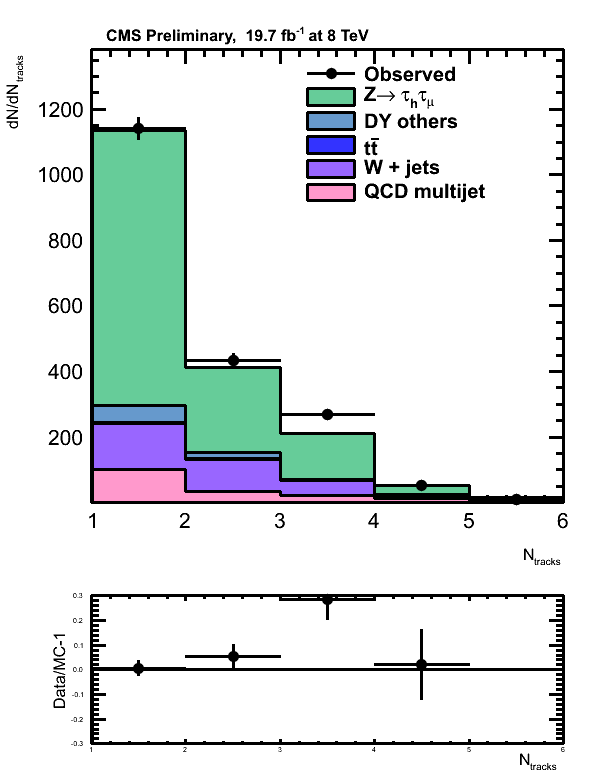 CMS Preliminary, 19.7 fb⁻¹ at 8 TeV
dN/dN_tracks
1200
1000
800
600
400
200
Observed
Z→ τ_hτ_μ
DY others
tt̄
W + jets
QCD multijet
1 2 3 4 5 6
N_tracks
Data/MC-1
0.3
0.2
0.1
0.0
-0.1
-0.2
-0.3
1 2 3 4 5 6
N_tracks